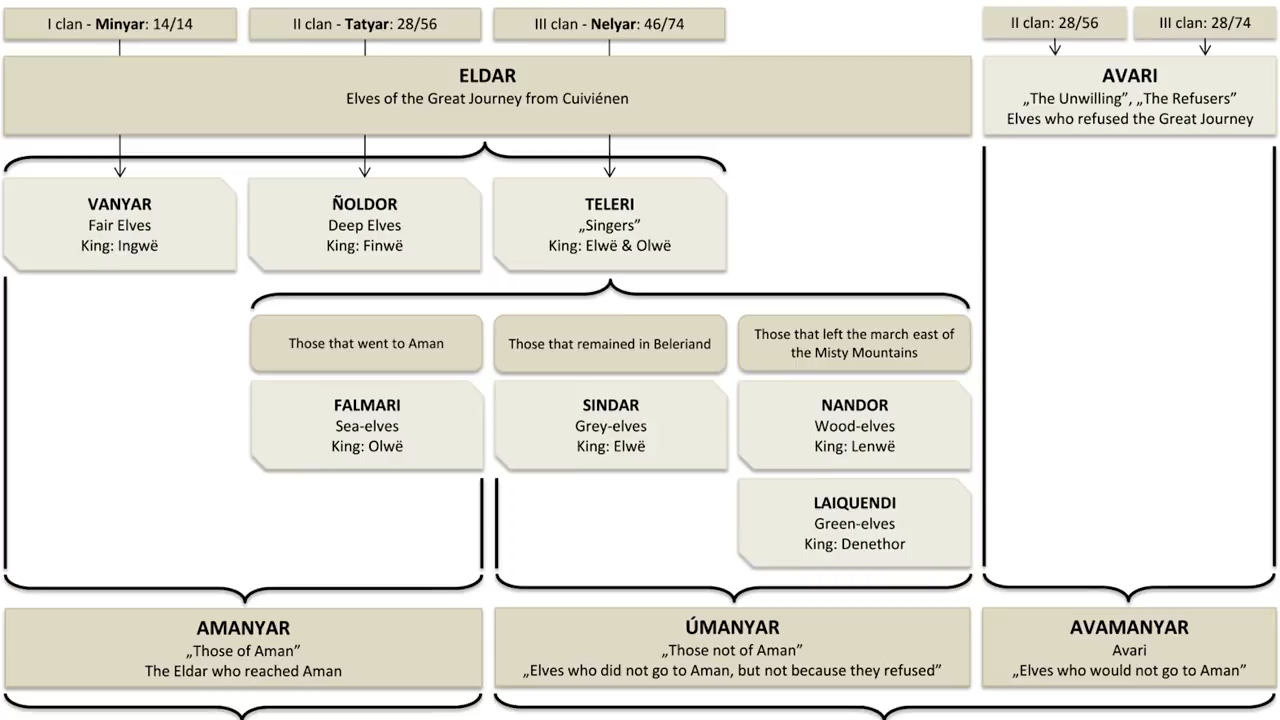 I clan - Minyar: 14/14
II clan - Tatyar: 28/56
III clan - Nelyar: 46/74
II clan: 28/56
III clan: 28/74
ELDAR
Elves of the Great Journey from Cuiviénen
AVARI
„The Unwilling”, „The Refusers”
Elves who refused the Great Journey
VANYAR
Fair Elves
King: Ingwë
ÑOLDOR
Deep Elves
King: Finwë
TELERI
„Singers”
King: Elwë & Olwë
Those that went to Aman
Those that remained in Beleriand
Those that left the march east of
the Misty Mountains
FALMARI
Sea-elves
King: Olwë
SINDAR
Grey-elves
King: Elwë
NANDOR
Wood-elves
King: Lenwë
LAIQUENDI
Green-elves
King: Denethor
AMANYAR
„Those of Aman”
The Eldar who reached Aman
ÚMANYAR
„Those not of Aman”
„Elves who did not go to Aman, but not because they refused”
AVAMANYAR
Avari
„Elves who would not go to Aman”